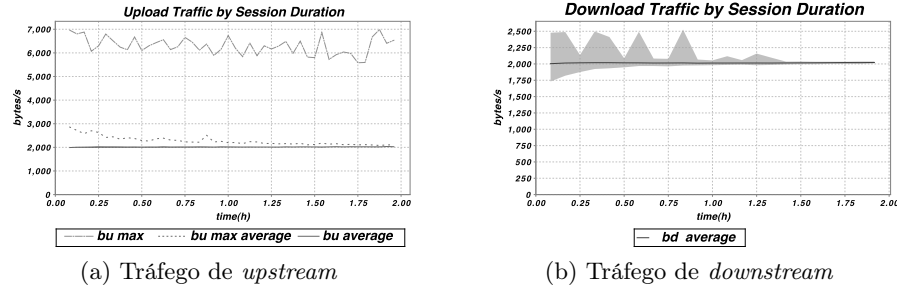 Upload Traffic by Session Duration
7,000
6,000
5,000
4,000
3,000
2,000
1,000
0
bytes/s
0.00 0.25 0.50 0.75 1.00 1.25 1.50 1.75 2.00
time(h)
bu max bu max average bu average
(a) Tráfego de upstream
Download Traffic by Session Duration
2,500
2,250
2,000
1,750
1,500
1,250
1,000
750
500
250
0
bytes/s
0.00 0.25 0.50 0.75 1.00 1.25 1.50 1.75 2.00
time(h)
bd average
(b) Tráfego de downstream